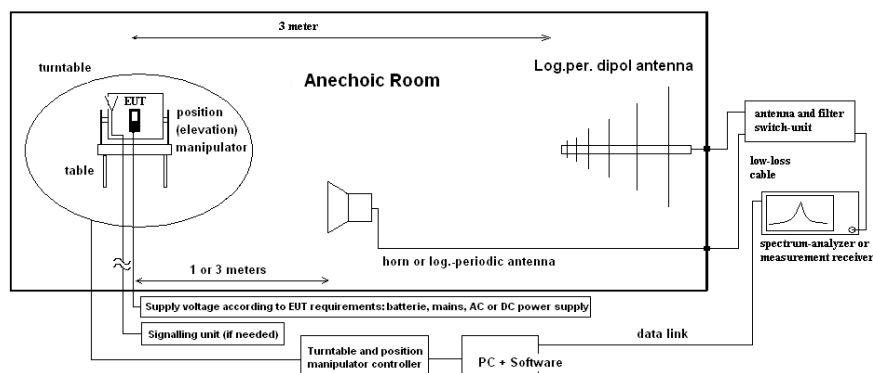 3 meter
turntable
Anechoic Room
Log.per. dipol antenna
EUT
position
(elevation)
manipulator
table
antenna and filter
switch-unit
low-loss
cable
spectrum-analyzer or
measurement receiver
horn or log.-periodic antenna
1 or 3 meters
Supply voltage according to EUT requirements: batterie, mains, AC or DC power supply
Signalling unit (if needed)
data link
Turntable and position
manipulator controller
PC + Software